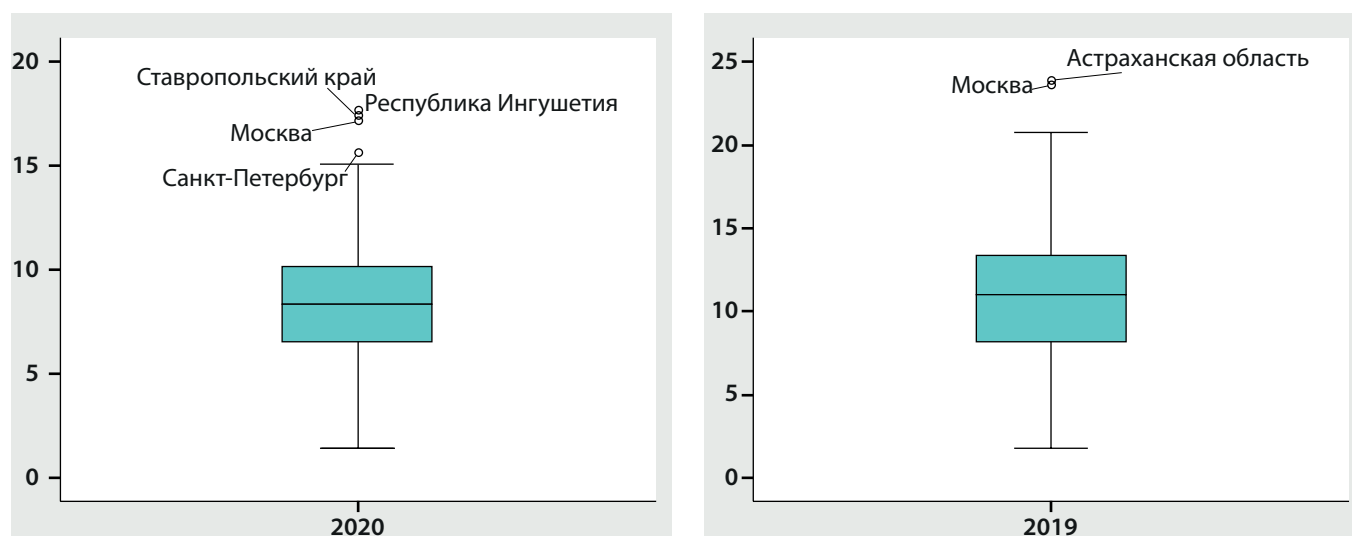 20
Ставропольский край
Республика Ингушетия
Москва
15
Санкт-Петербург
10
5
0
2020
25
Астраханская область
Москва
20
15
10
5
0
2019